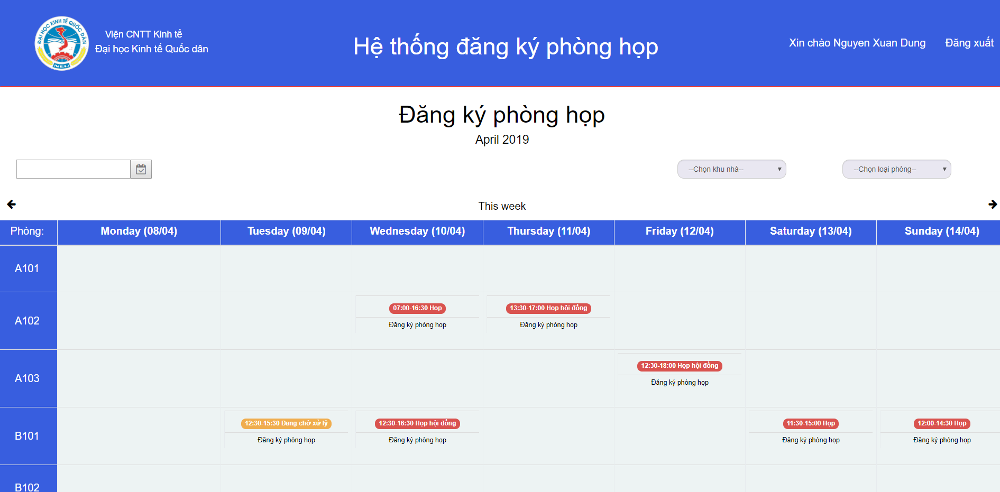 ĐẠI HỌC KINH TẾ QUỐC DÂN
NEU
Viện CNTT Kinh tế
Đại học Kinh tế Quốc dân
Hệ thống đăng ký phòng họp
Xin chào Nguyen Xuan Dung Đăng xuất
Đăng ký phòng họp
April 2019
--Chọn khu nhà-- --Chọn loại phòng--
This week
Phòng: Monday (08/04) Tuesday (09/04) Wednesday (10/04) Thursday (11/04) Friday (12/04) Saturday (13/04) Sunday (14/04)
A101
A102
07:00-16:30 Họp 13:30-17:00 Họp hội đồng
Đăng ký phòng họp Đăng ký phòng họp
A103
12:30-18:00 Họp hội đồng
Đăng ký phòng họp
B101
12:30-15:30 Đang chờ xử lý 12:30-16:30 Họp hội đồng 11:30-15:00 Họp 12:00-14:30 Họp
Đăng ký phòng họp Đăng ký phòng họp Đăng ký phòng họp Đăng ký phòng họp
B102